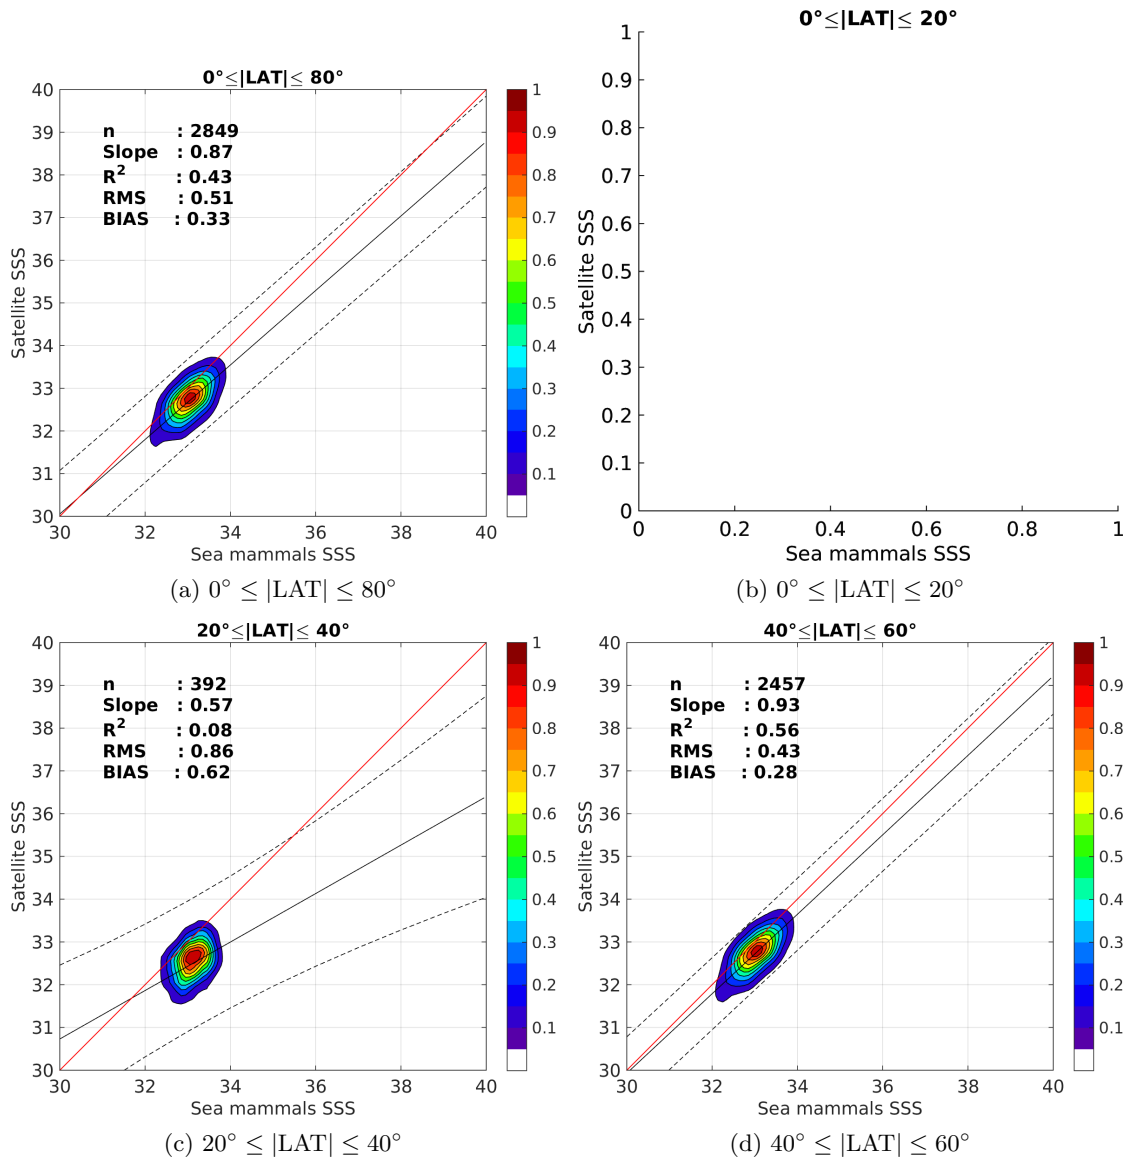 0°≤|LAT|≤ 80°
40
39
38
37
36
35
34
33
32
31
30
Satellite SSS
n : 2849
Slope : 0.87
R² : 0.43
RMS : 0.51
BIAS : 0.33
30 32 34 36 38 40
Sea mammals SSS
1
0.9
0.8
0.7
0.6
0.5
0.4
0.3
0.2
0.1
(a) 0° ≤ |LAT| ≤ 80°
0°≤|LAT|≤ 20°
1
0.9
0.8
0.7
0.6
0.5
0.4
0.3
0.2
0.1
0
Satellite SSS
0 0.2 0.4 0.6 0.8 1
Sea mammals SSS
(b) 0° ≤ |LAT| ≤ 20°
20°≤|LAT|≤ 40°
40
39
38
37
36
35
34
33
32
31
30
Satellite SSS
n : 392
Slope : 0.57
R² : 0.08
RMS : 0.86
BIAS : 0.62
30 32 34 36 38 40
Sea mammals SSS
1
0.9
0.8
0.7
0.6
0.5
0.4
0.3
0.2
0.1
(c) 20° ≤ |LAT| ≤ 40°
40°≤|LAT|≤ 60°
40
39
38
37
36
35
34
33
32
31
30
Satellite SSS
n : 2457
Slope : 0.93
R² : 0.56
RMS : 0.43
BIAS : 0.28
30 32 34 36 38 40
Sea mammals SSS
1
0.9
0.8
0.7
0.6
0.5
0.4
0.3
0.2
0.1
(d) 40° ≤ |LAT| ≤ 60°